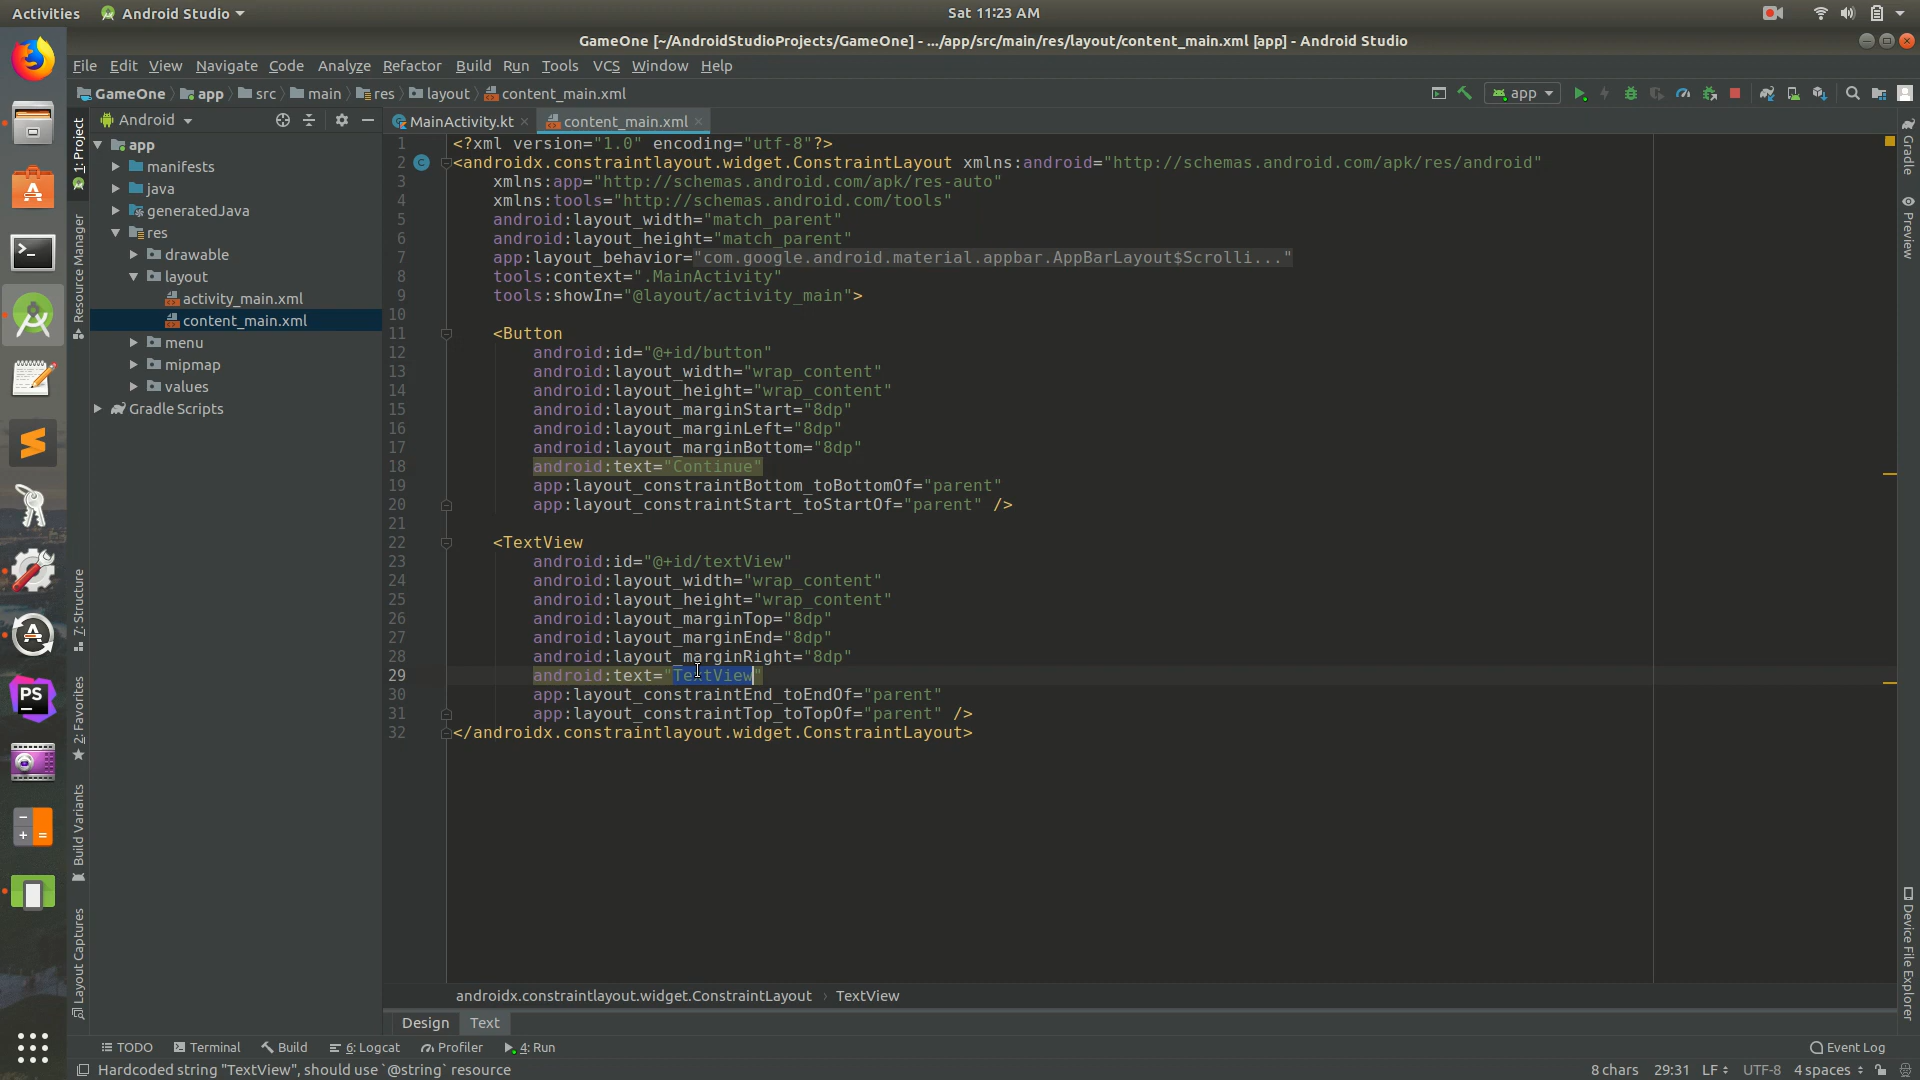 Activities Android Studio Sat 11:23 AM
GameOne [~/AndroidStudioProjects/GameOne] - .../app/src/main/res/layout/content_main.xml [app] - Android Studio
File Edit View Navigate Code Analyze Refactor Build Run Tools VCS Window Help
GameOne app src main res layout content_main.xml app
Android
MainActivity.kt content_main.xml
app
manifests
java
generatedJava
res
drawable
layout
activity_main.xml
content_main.xml
menu
mipmap
values
Gradle Scripts
1: Project
Resource Manager
7: Structure
2: Favorites
Build Variants
Layout Captures
PS
1 <?xml version="1.0" encoding="utf-8"?>
2 <androidx.constraintlayout.widget.ConstraintLayout xmlns:android="http://schemas.android.com/apk/res/android"
3 xmlns:app="http://schemas.android.com/apk/res-auto"
4 xmlns:tools="http://schemas.android.com/tools"
5 android:layout_width="match_parent"
6 android:layout_height="match_parent"
7 app:layout_behavior="com.google.android.material.appbar.AppBarLayout$Scrolli..."
8 tools:context=".MainActivity"
9 tools:showIn="@layout/activity_main">
10
11 <Button
12 android:id="@+id/button"
13 android:layout_width="wrap_content"
14 android:layout_height="wrap_content"
15 android:layout_marginStart="8dp"
16 android:layout_marginLeft="8dp"
17 android:layout_marginBottom="8dp"
18 android:text="Continue"
19 app:layout_constraintBottom_toBottomOf="parent"
20 app:layout_constraintStart_toStartOf="parent" />
21
22 <TextView
23 android:id="@+id/textView"
24 android:layout_width="wrap_content"
25 android:layout_height="wrap_content"
26 android:layout_marginTop="8dp"
27 android:layout_marginEnd="8dp"
28 android:layout_marginRight="8dp"
29 android:text="TextView"
30 app:layout_constraintEnd_toEndOf="parent"
31 app:layout_constraintTop_toTopOf="parent" />
32 </androidx.constraintlayout.widget.ConstraintLayout>
Gradle
Preview
Device File Explorer
androidx.constraintlayout.widget.ConstraintLayout › TextView
Design Text
TODO Terminal Build 6: Logcat Profiler 4: Run Event Log
Hardcoded string "TextView", should use `@string` resource 8 chars 29:31 LF UTF-8 4 spaces